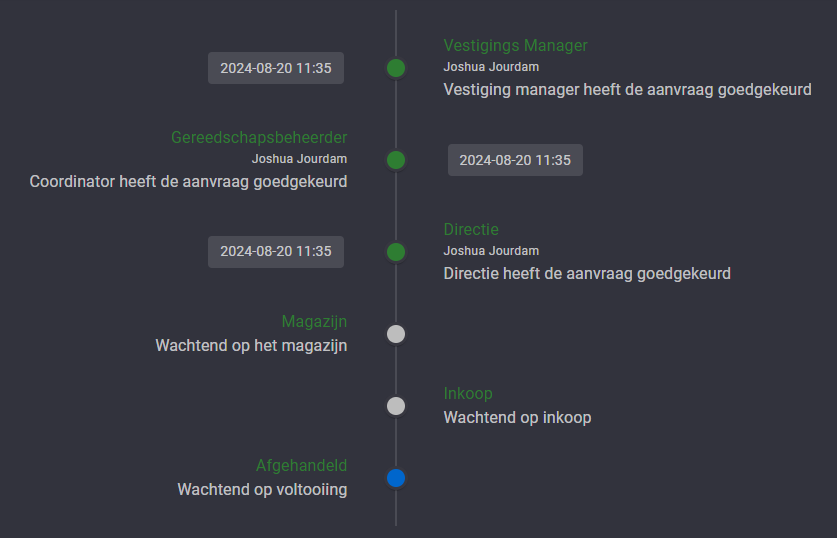 Vestigings Manager
2024-08-20 11:35
Joshua Jourdam
Vestiging manager heeft de aanvraag goedgekeurd
Gereedschapsbeheerder
Joshua Jourdam
2024-08-20 11:35
Coordinator heeft de aanvraag goedgekeurd
Directie
2024-08-20 11:35
Joshua Jourdam
Directie heeft de aanvraag goedgekeurd
Magazijn
Wachtend op het magazijn
Inkoop
Wachtend op inkoop
Afgehandeld
Wachtend op voltooiing